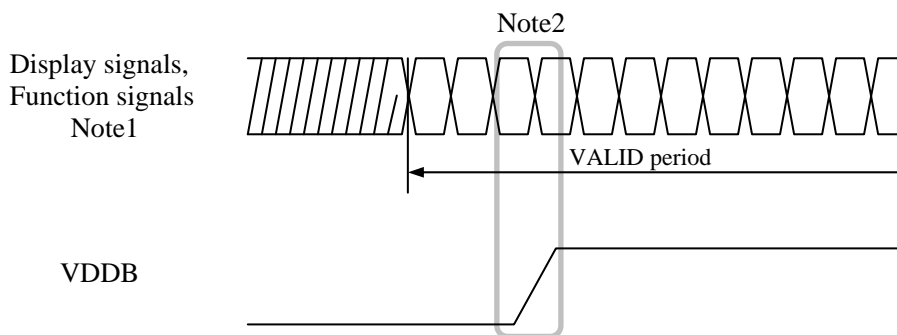 Note2
Display signals,
Function signals
Note1
VALID period
VDDB